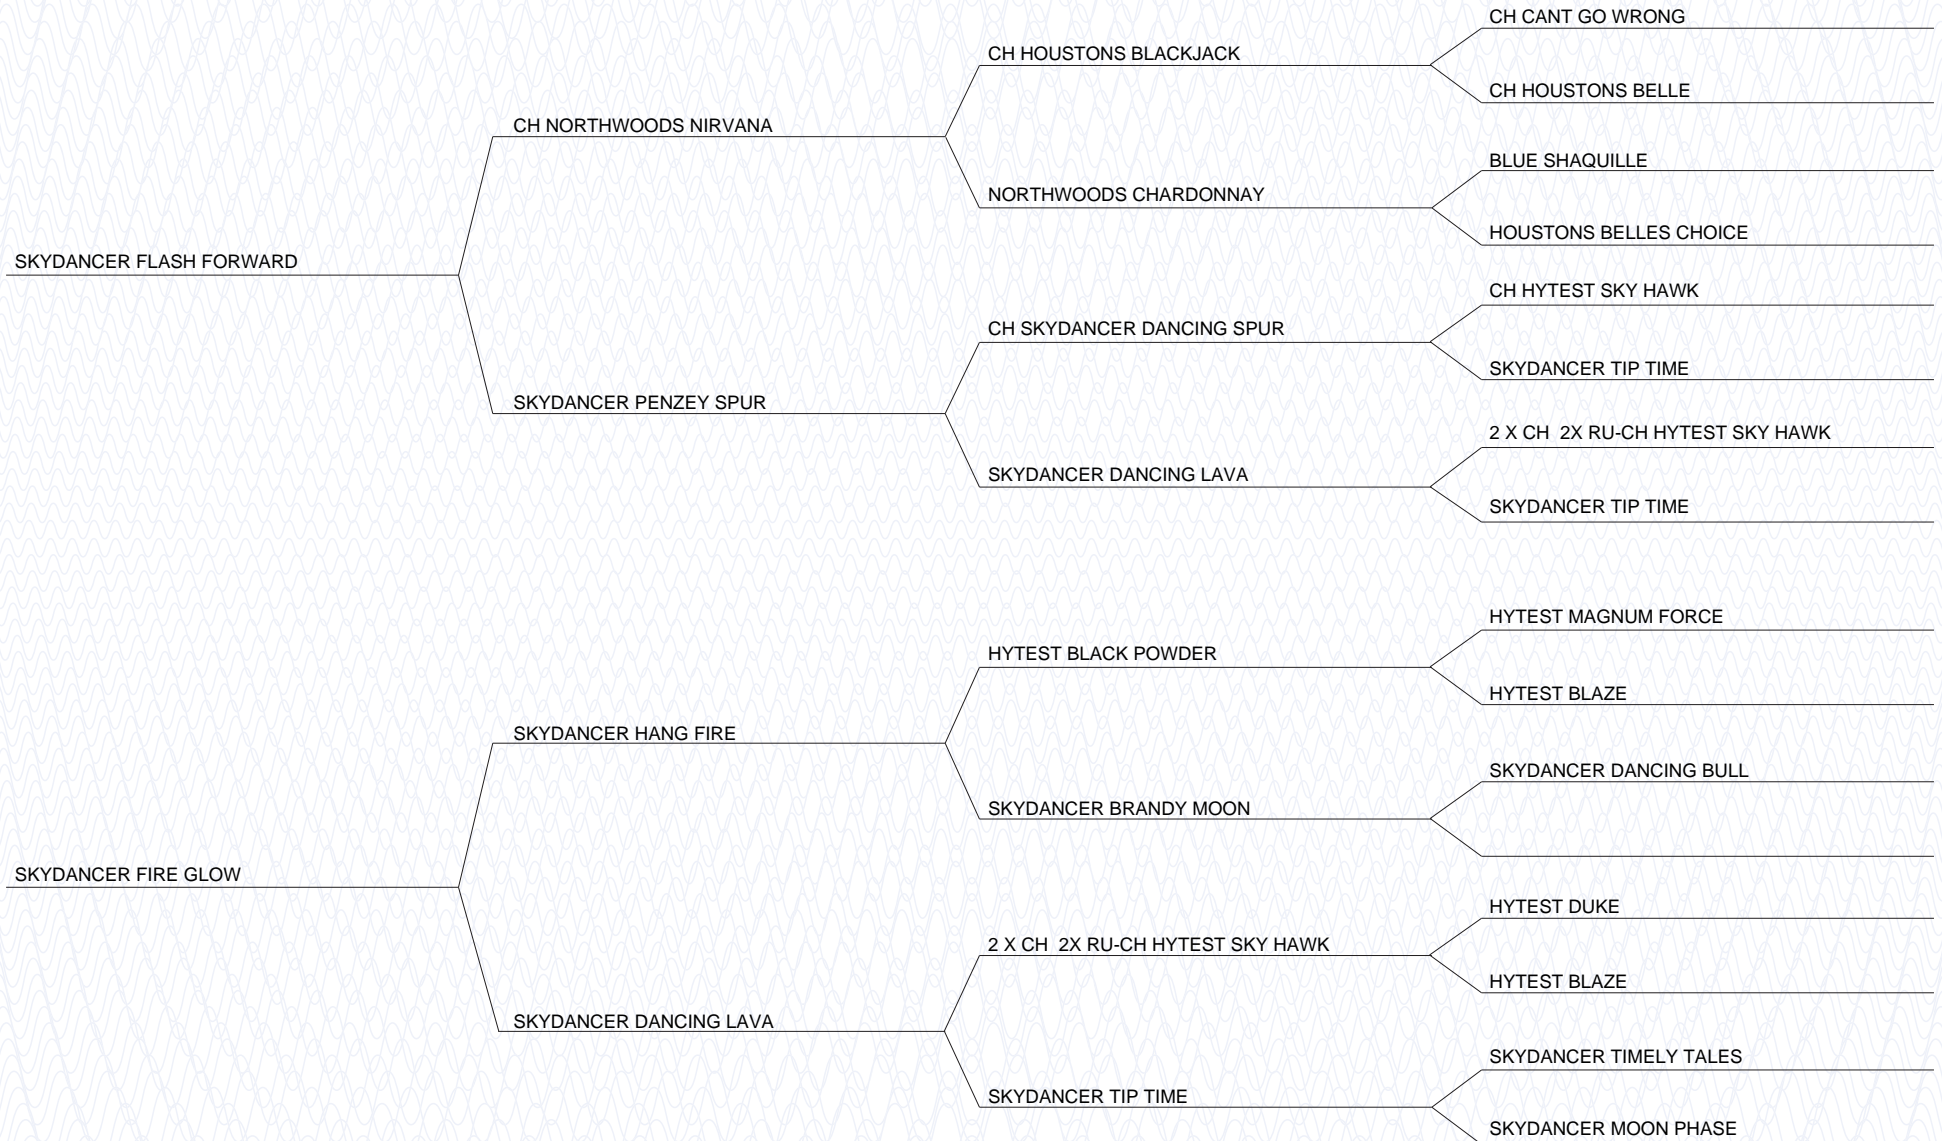 CH CANT GO WRONG
CH HOUSTONS BLACKJACK
CH HOUSTONS BELLE
CH NORTHWOODS NIRVANA
BLUE SHAQUILLE
NORTHWOODS CHARDONNAY
HOUSTONS BELLES CHOICE
SKYDANCER FLASH FORWARD
CH HYTEST SKY HAWK
CH SKYDANCER DANCING SPUR
SKYDANCER TIP TIME
SKYDANCER PENZEY SPUR
2 X CH  2X RU-CH HYTEST SKY HAWK
SKYDANCER DANCING LAVA
SKYDANCER TIP TIME
HYTEST MAGNUM FORCE
HYTEST BLACK POWDER
HYTEST BLAZE
SKYDANCER HANG FIRE
SKYDANCER DANCING BULL
SKYDANCER BRANDY MOON
SKYDANCER FIRE GLOW
HYTEST DUKE
2 X CH  2X RU-CH HYTEST SKY HAWK
HYTEST BLAZE
SKYDANCER DANCING LAVA
SKYDANCER TIMELY TALES
SKYDANCER TIP TIME
SKYDANCER MOON PHASE